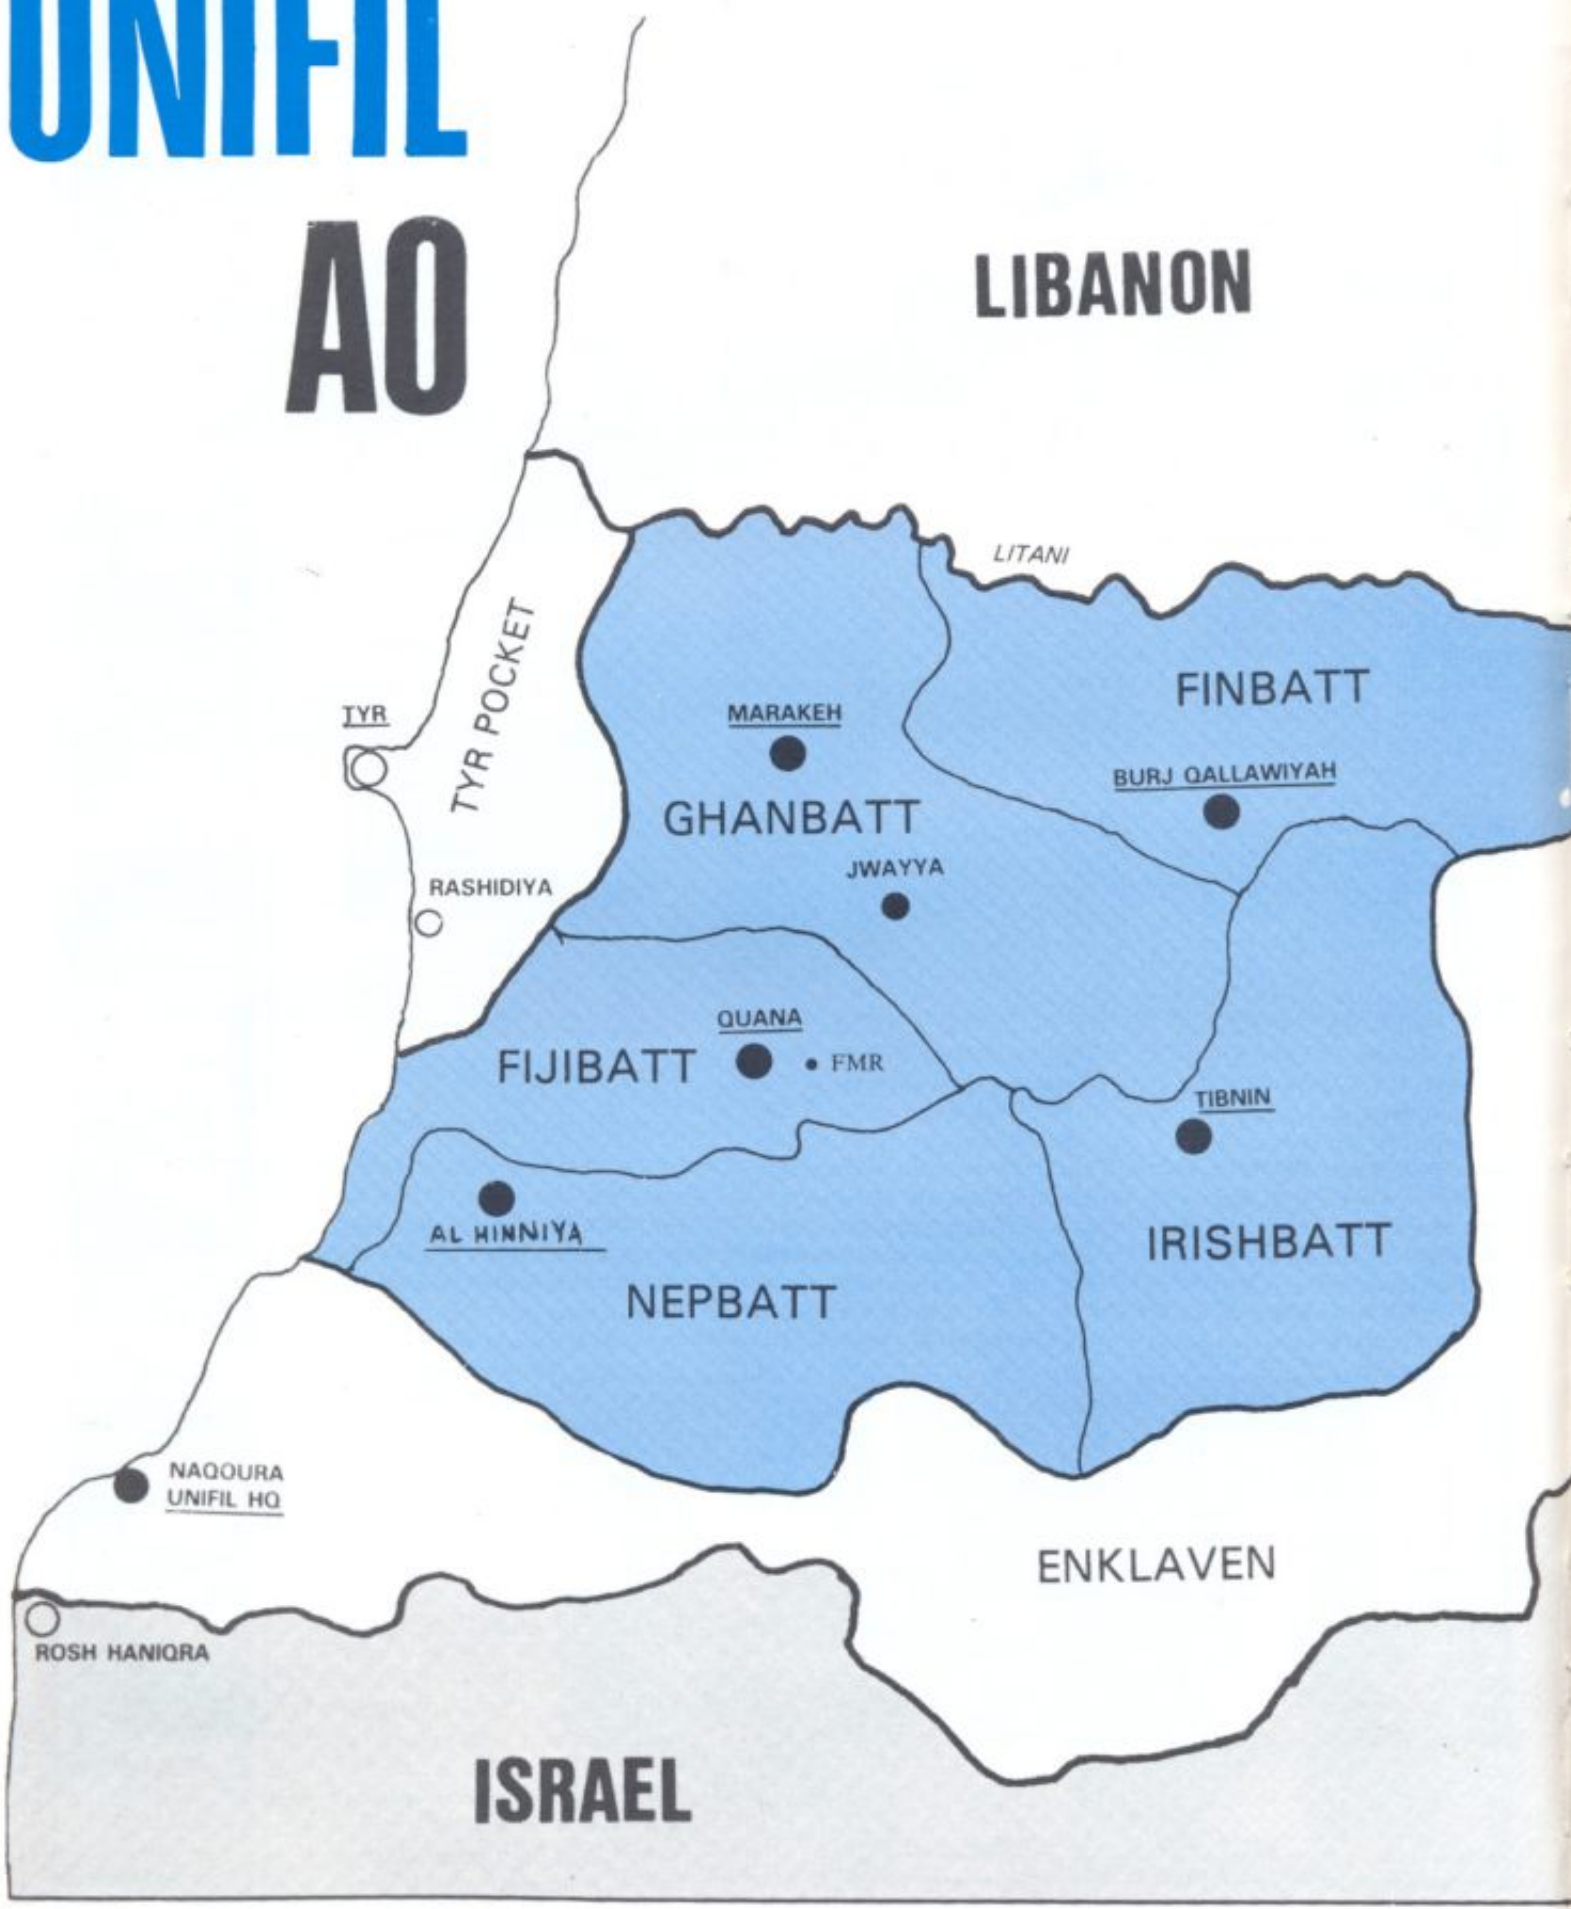 UNIFIL
AO
LIBANON
LITANI
TYR POCKET
FINBATT
TYR
MARAKEH
BURJ QALLAWIYAH
GHANBATT
JWAYYA
RASHIDIYA
QUANA
FIJIBATT
FMR
TIBNIN
AL HINNIYA
IRISHBATT
NEPBATT
NAQOURA
UNIFIL HQ
ENKLAVEN
ROSH HANIQRA
ISRAEL